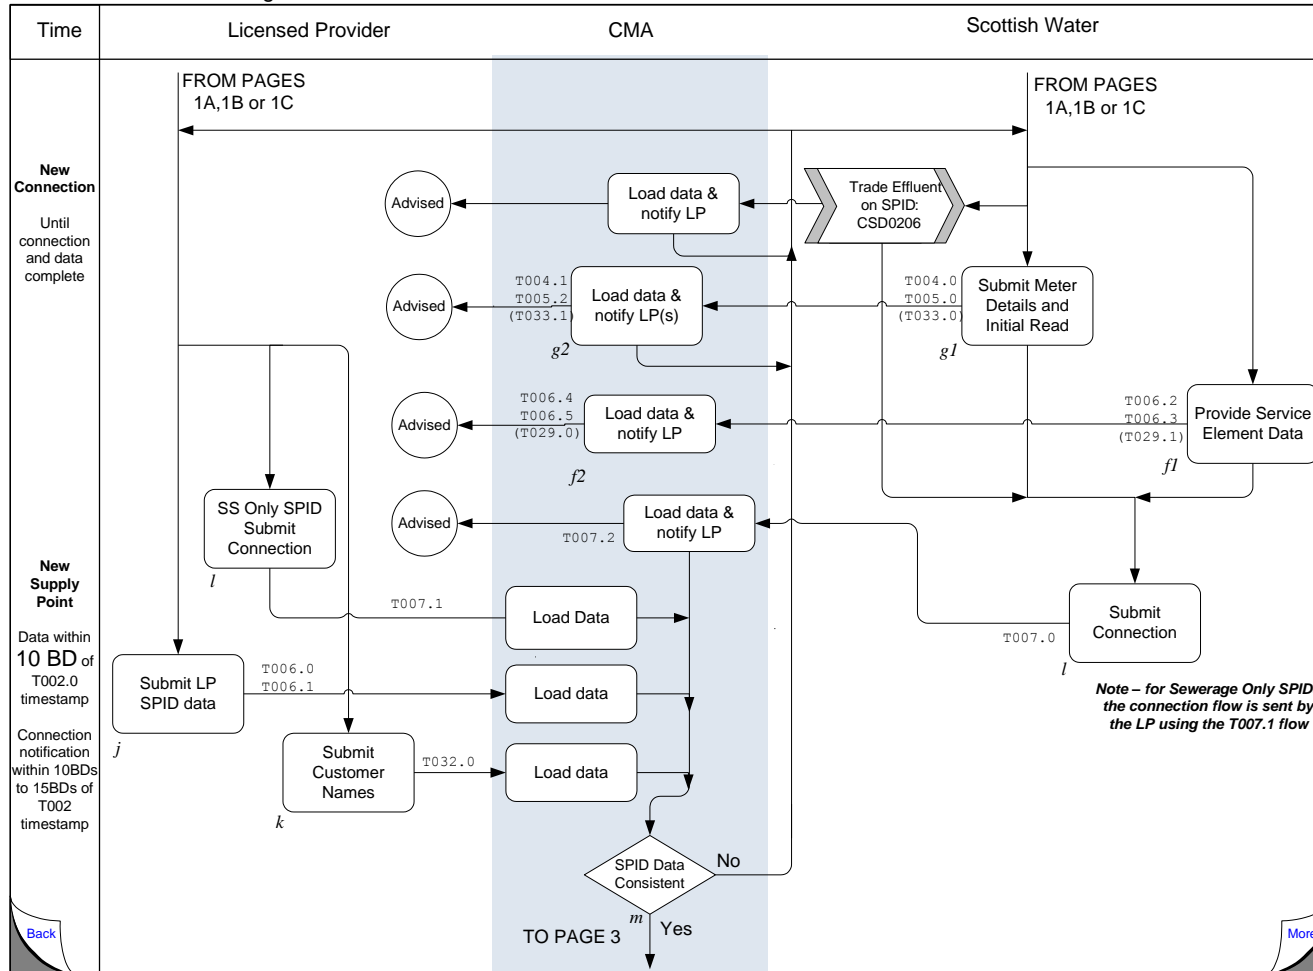 Time
Licensed Provider
CMA
Scottish Water
FROM PAGES
1A,1B or 1C
FROM PAGES
1A,1B or 1C
New
Connection
Until
connection
and data
complete
Advised
Load data &
notify LP
Trade Effluent
on SPID:
CSD0206
Advised
T004.1
T005.2
(T033.1)
Load data &
notify LP(s)
g2
T004.0
T005.0
(T033.0)
Submit Meter
Details and
Initial Read
g1
Advised
T006.4
T006.5
(T029.0)
Load data &
notify LP
f2
T006.2
T006.3
(T029.1)
Provide Service
Element Data
f1
SS Only SPID
Submit
Connection
l
Advised
T007.2
Load data &
notify LP
New
Supply
Point
Data within
10 BD of
T002.0
timestamp
Connection
notification
within 10BDs
to 15BDs of
T002
timestamp
T007.1
Load Data
T007.0
Submit
Connection
l
Submit LP
SPID data
j
T006.0
T006.1
Load data
Note – for Sewerage Only SPID
the connection flow is sent by
the LP using the T007.1 flow
Submit
Customer
Names
k
T032.0
Load data
SPID Data
Consistent
No
m
Yes
TO PAGE 3
Back
More